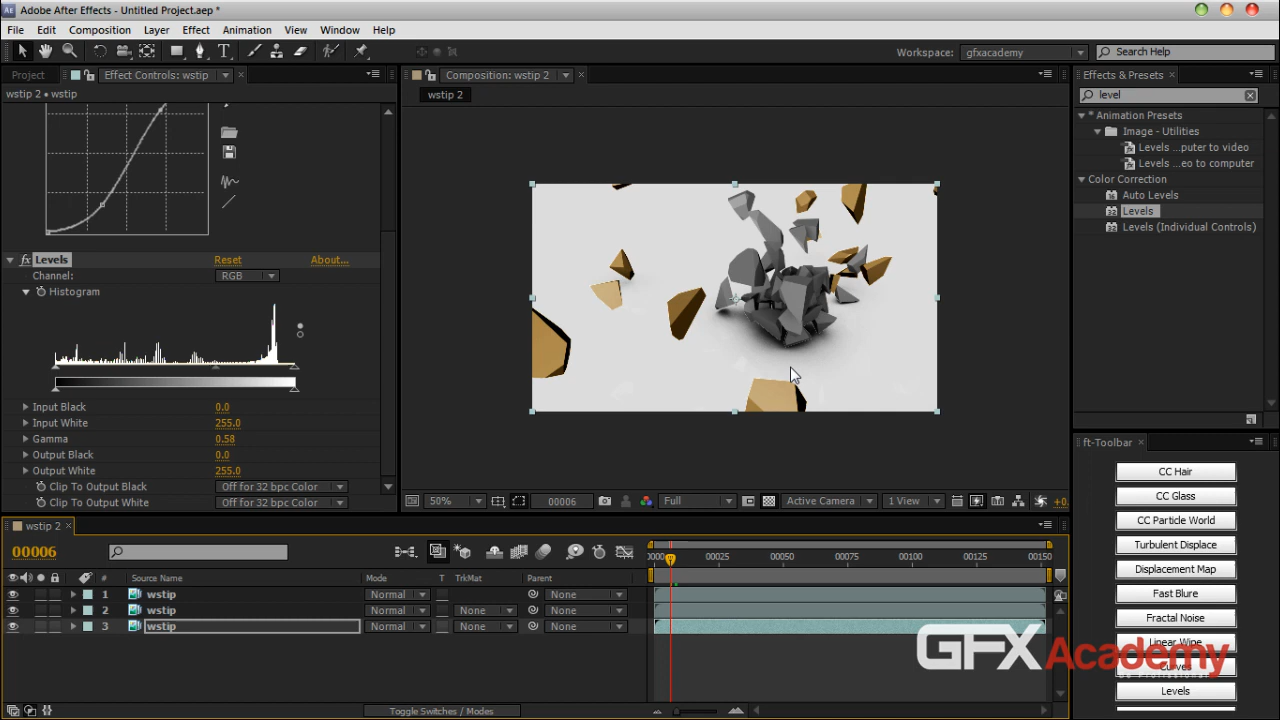 Adobe After Effects - Untitled Project.aep *
File Edit Composition Layer Effect Animation View Window Help
Workspace: gfxacademy Search Help
Project Effect Controls: wstip Composition: wstip 2 Effects & Presets
wstip 2 • wstip
wstip 2
level
* Animation Presets
Image - Utilities
Levels ...puter to video
Levels ...eo to computer
Color Correction
Auto Levels
Levels
Levels (Individual Controls)
fx Levels Reset About...
Channel: RGB
Histogram
Input Black 0.0
Input White 255.0
Gamma 0.58
Output Black 0.0
Output White 255.0
Clip To Output Black Off for 32 bpc Color
Clip To Output White Off for 32 bpc Color
50% 00006 Full Active Camera 1 View +0.
ft-Toolbar
CC Hair
CC Glass
CC Particle World
Turbulent Displace
Displacement Map
Fast Blure
Fractal Noise
Linear Wipe
Curves
Levels
wstip 2
00006
00025 00050 00075 00100 00125 00150
# Source Name Mode T TrkMat Parent
1 wstip Normal None
2 wstip Normal None None
3 wstip Normal None None
Toggle Switches / Modes
GFXAcademy